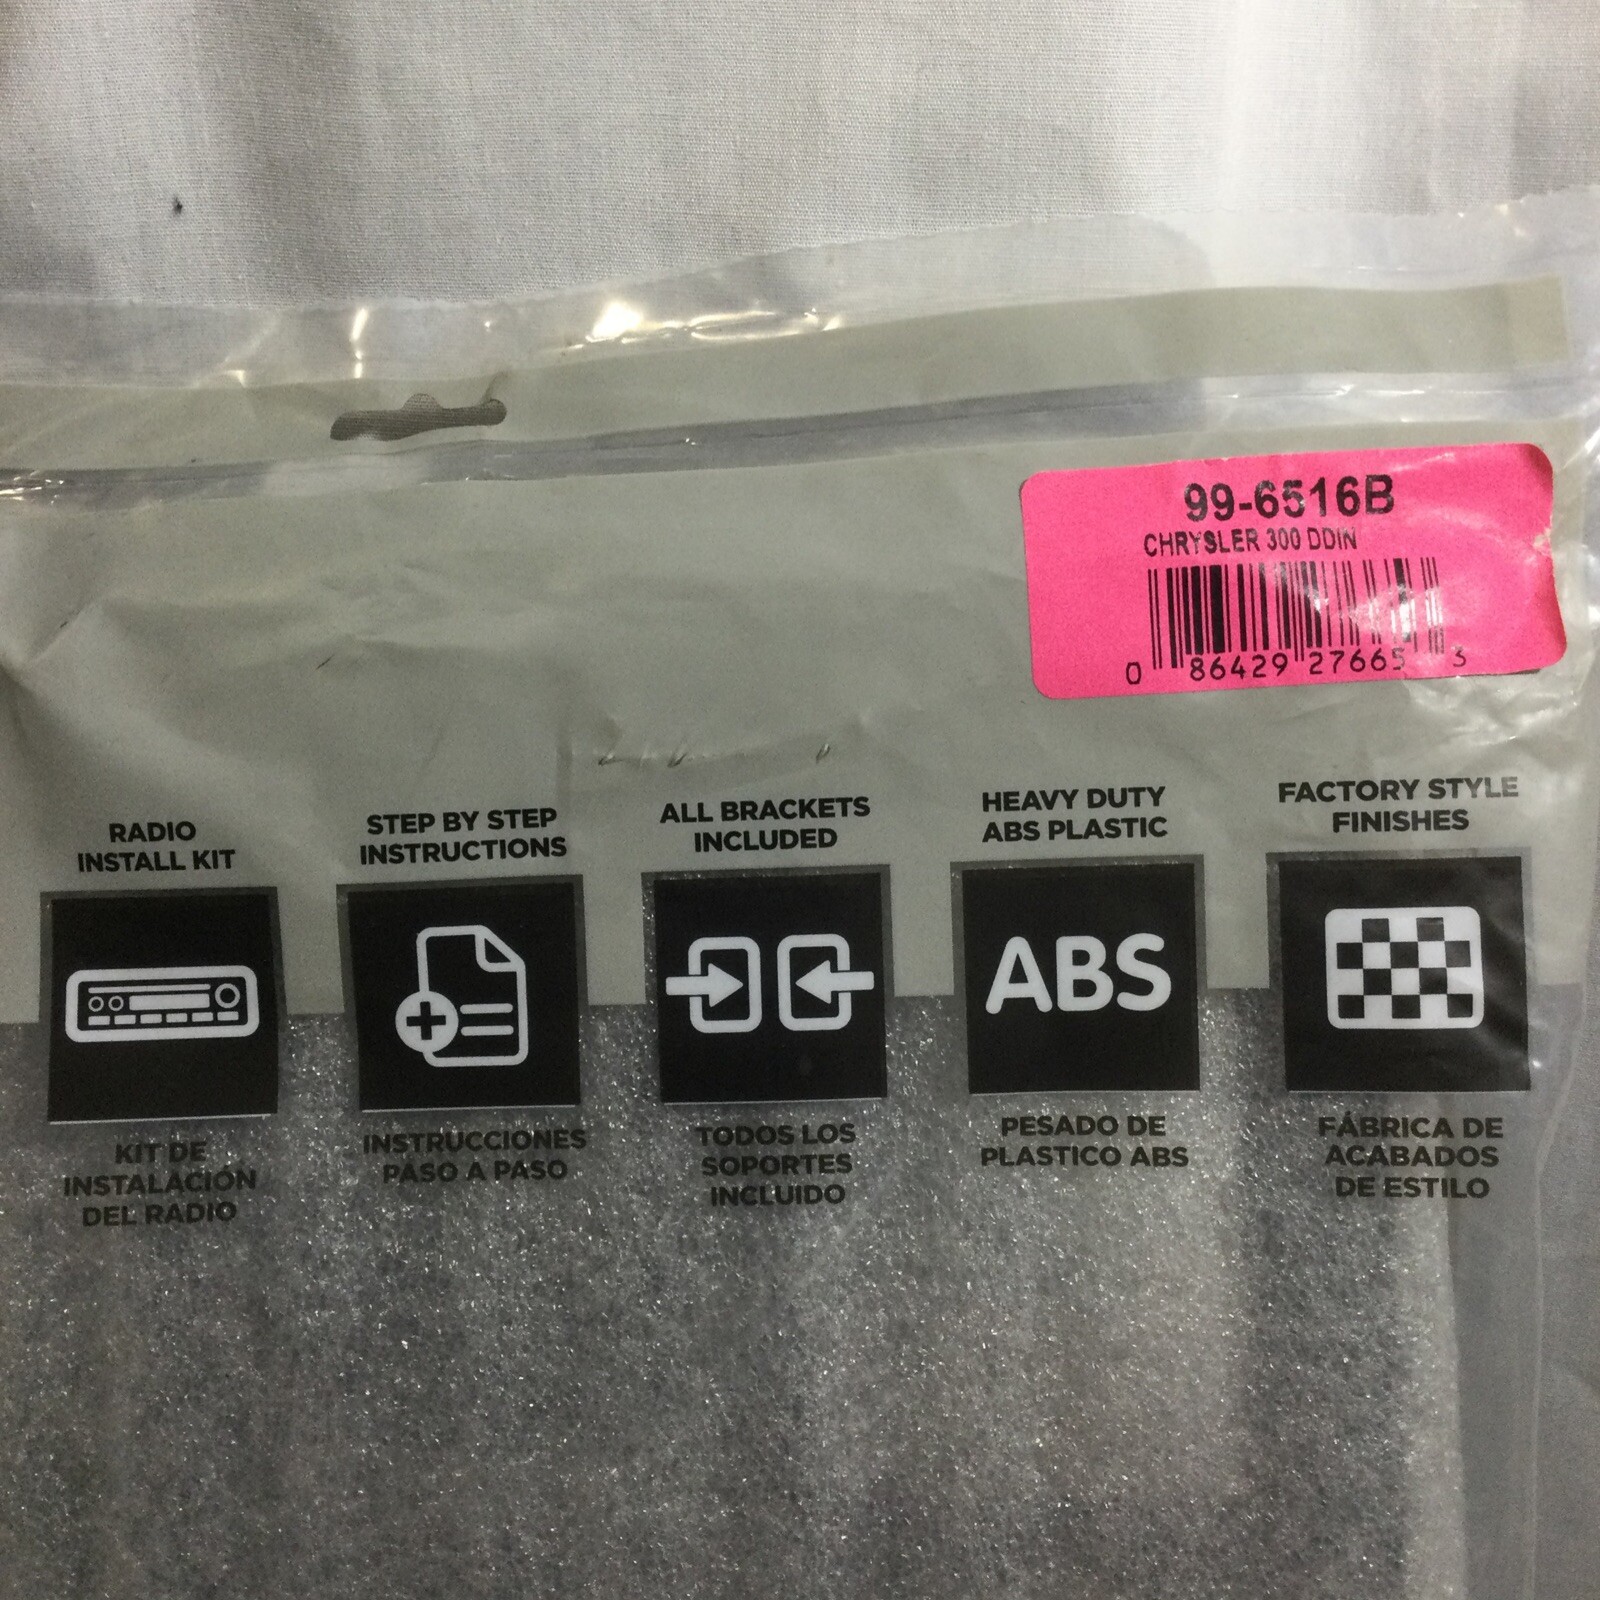 99-6516B
CHRYSLER 300 DDIN
0 86429 27665 3
RADIO
INSTALL KIT
STEP BY STEP
INSTRUCTIONS
ALL BRACKETS
INCLUDED
HEAVY DUTY
ABS PLASTIC
FACTORY STYLE
FINISHES
ABS
KIT DE
INSTALACIÓN
DEL RADIO
INSTRUCCIONES
PASO A PASO
TODOS LOS
SOPORTES
INCLUIDO
PESADO DE
PLASTICO ABS
FÁBRICA DE
ACABADOS
DE ESTILO